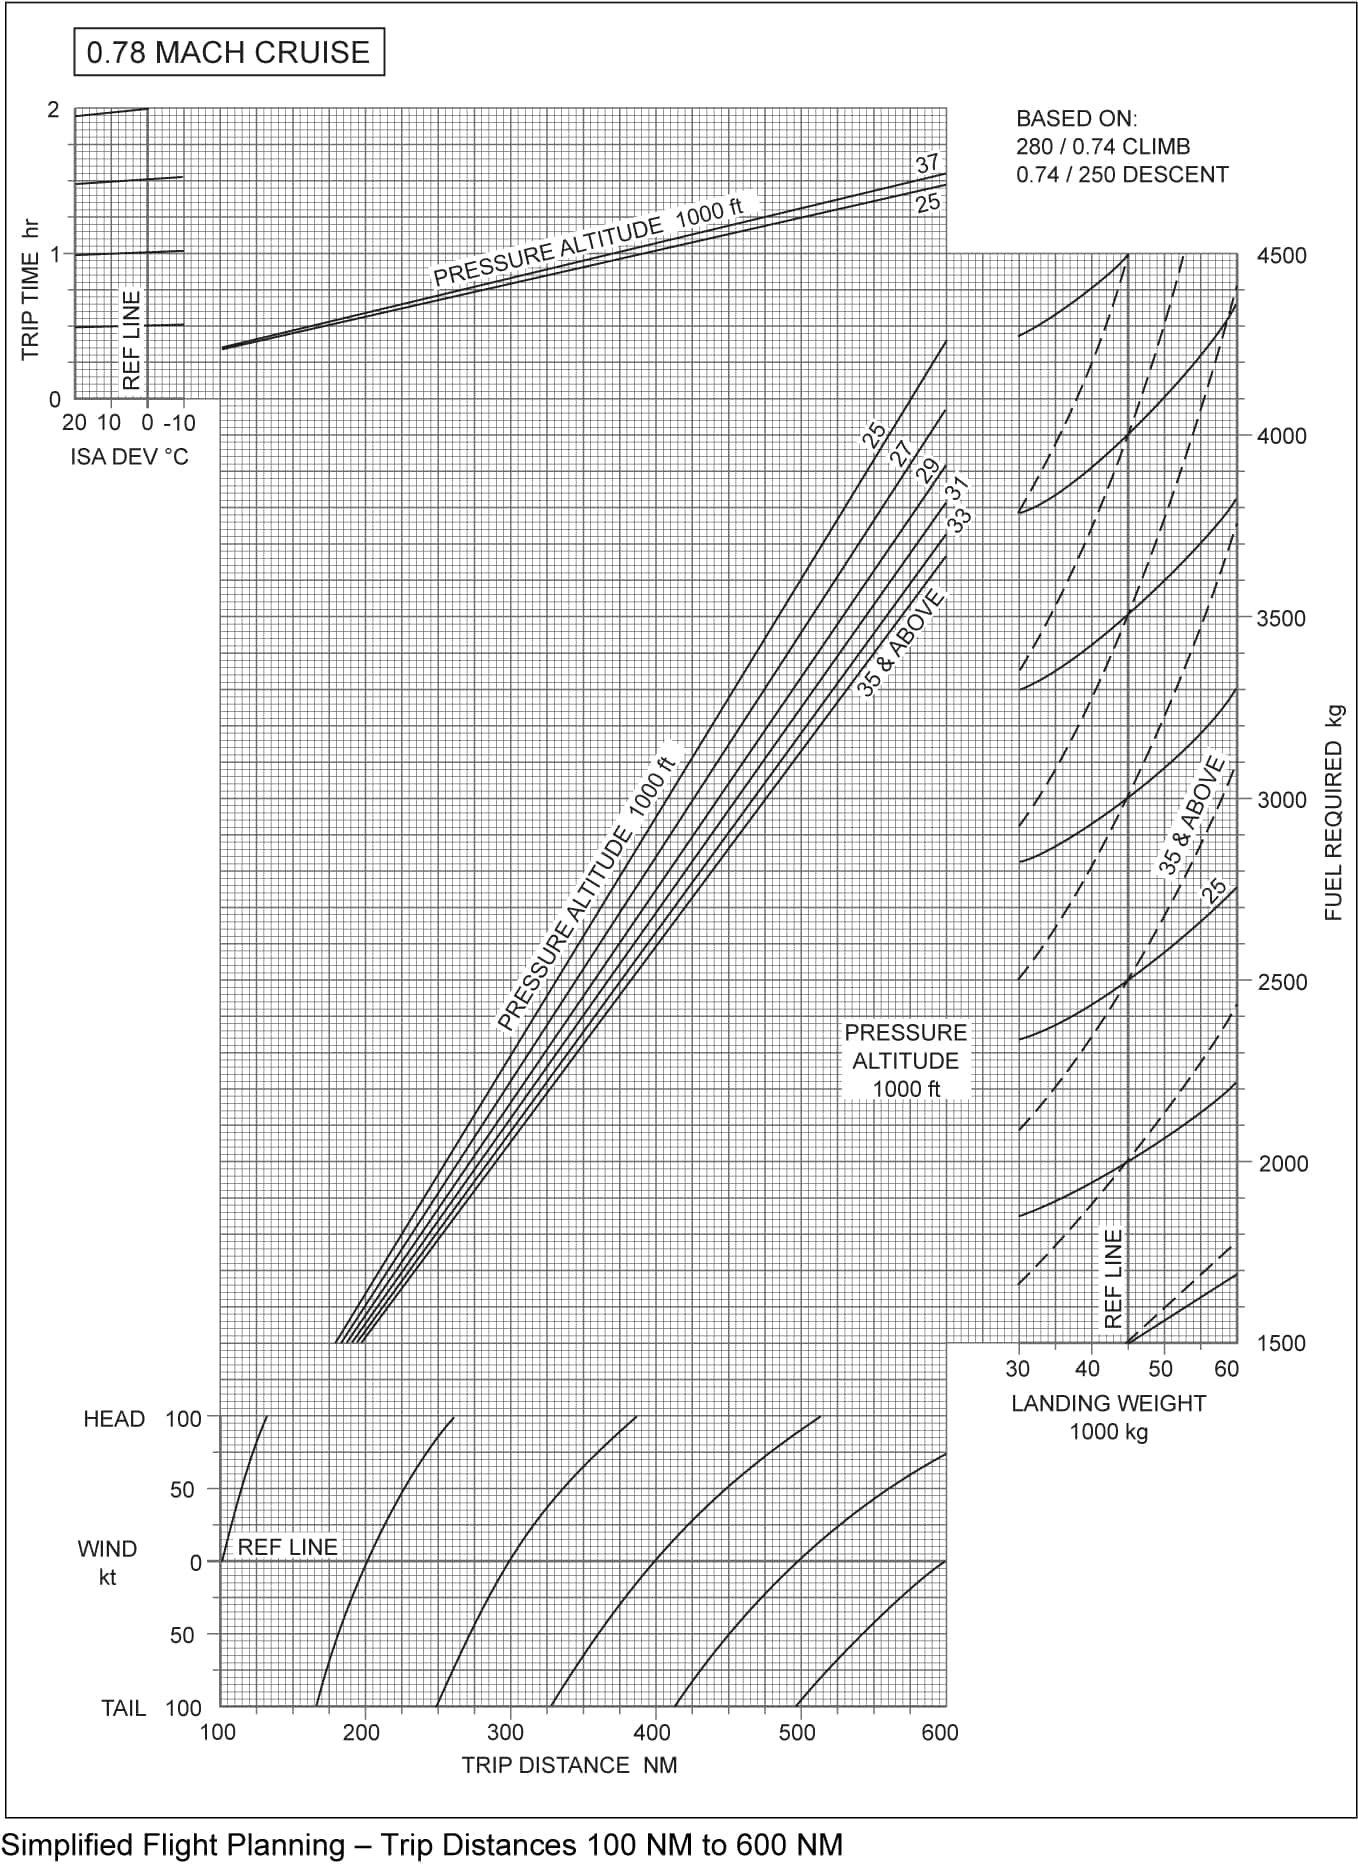 0.78 MACH CRUISE
BASED ON:
280 / 0.74 CLIMB
0.74 / 250 DESCENT
TRIP TIME hr
2
1
0
REF LINE
20 10 0 -10
ISA DEV °C
PRESSURE ALTITUDE 1000 ft
37
25
PRESSURE ALTITUDE 1000 ft
25
27
29
31
33
35 & ABOVE
PRESSURE
ALTITUDE
1000 ft
35 & ABOVE
25
REF LINE
4500
4000
3500
3000
2500
2000
1500
FUEL REQUIRED kg
30 40 50 60
LANDING WEIGHT
1000 kg
HEAD 100
50
WIND
kt
0
50
TAIL 100
REF LINE
100 200 300 400 500 600
TRIP DISTANCE NM
Simplified Flight Planning – Trip Distances 100 NM to 600 NM